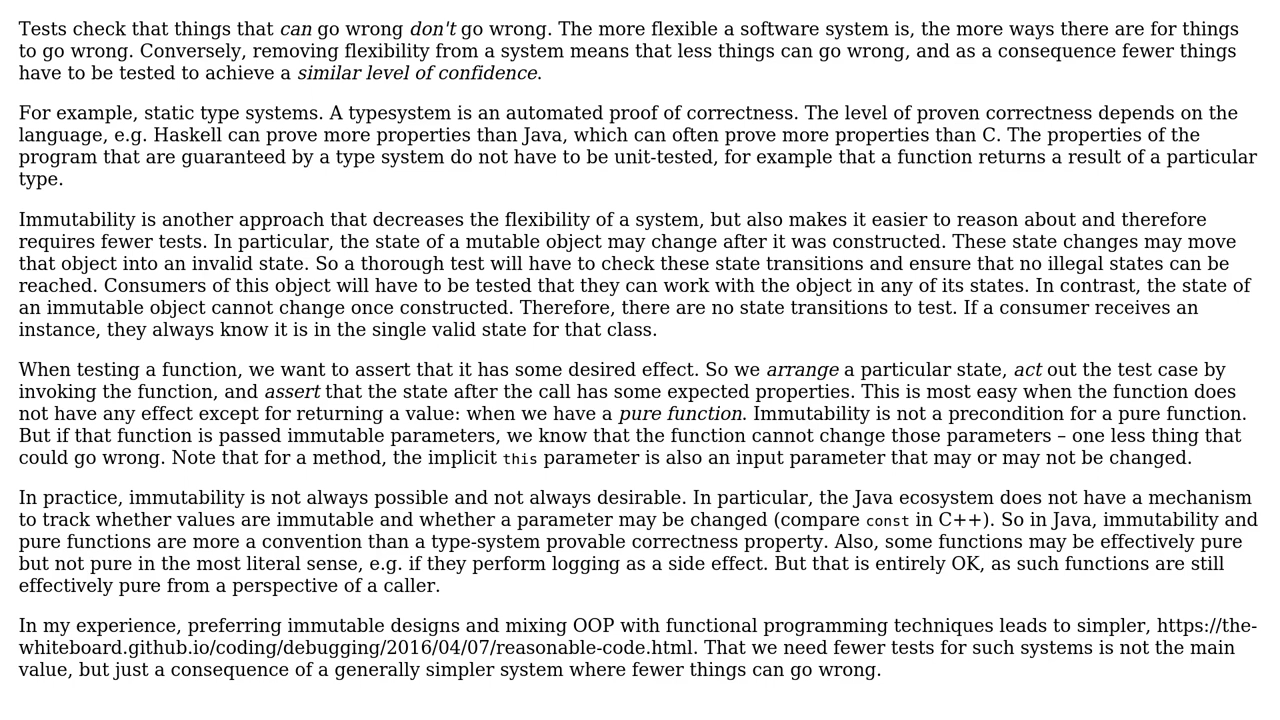 Tests check that things that can go wrong don't go wrong. The more flexible a software system is, the more ways there are for things
to go wrong. Conversely, removing flexibility from a system means that less things can go wrong, and as a consequence fewer things
have to be tested to achieve a similar level of confidence.
For example, static type systems. A typesystem is an automated proof of correctness. The level of proven correctness depends on the
language, e.g. Haskell can prove more properties than Java, which can often prove more properties than C. The properties of the
program that are guaranteed by a type system do not have to be unit-tested, for example that a function returns a result of a particular
type.
Immutability is another approach that decreases the flexibility of a system, but also makes it easier to reason about and therefore
requires fewer tests. In particular, the state of a mutable object may change after it was constructed. These state changes may move
that object into an invalid state. So a thorough test will have to check these state transitions and ensure that no illegal states can be
reached. Consumers of this object will have to be tested that they can work with the object in any of its states. In contrast, the state of
an immutable object cannot change once constructed. Therefore, there are no state transitions to test. If a consumer receives an
instance, they always know it is in the single valid state for that class.
When testing a function, we want to assert that it has some desired effect. So we arrange a particular state, act out the test case by
invoking the function, and assert that the state after the call has some expected properties. This is most easy when the function does
not have any effect except for returning a value: when we have a pure function. Immutability is not a precondition for a pure function.
But if that function is passed immutable parameters, we know that the function cannot change those parameters – one less thing that
could go wrong. Note that for a method, the implicit this parameter is also an input parameter that may or may not be changed.
In practice, immutability is not always possible and not always desirable. In particular, the Java ecosystem does not have a mechanism
to track whether values are immutable and whether a parameter may be changed (compare const in C++). So in Java, immutability and
pure functions are more a convention than a type-system provable correctness property. Also, some functions may be effectively pure
but not pure in the most literal sense, e.g. if they perform logging as a side effect. But that is entirely OK, as such functions are still
effectively pure from a perspective of a caller.
In my experience, preferring immutable designs and mixing OOP with functional programming techniques leads to simpler, https://the-
whiteboard.github.io/coding/debugging/2016/04/07/reasonable-code.html. That we need fewer tests for such systems is not the main
value, but just a consequence of a generally simpler system where fewer things can go wrong.